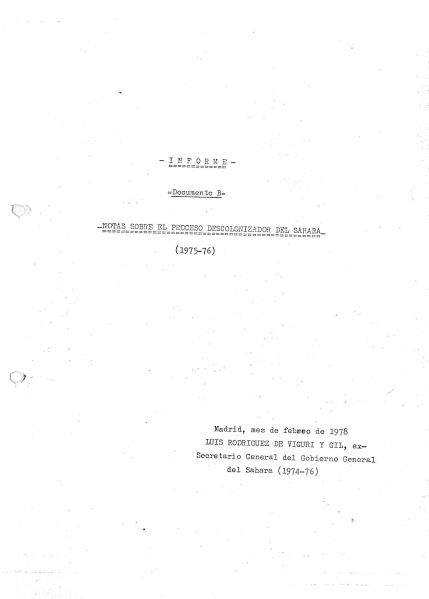 - I N F O R M E -
=Documento B=
-NOTAS SOBRE EL PROCESO DESCOLONIZADOR DEL SAHARA-
(1975-76)
Madrid, mes de febrero de 1978
LUIS RODRIGUEZ DE VIGURI Y GIL, ex-
Secretario General del Gobierno General
del Sahara (1974-76)